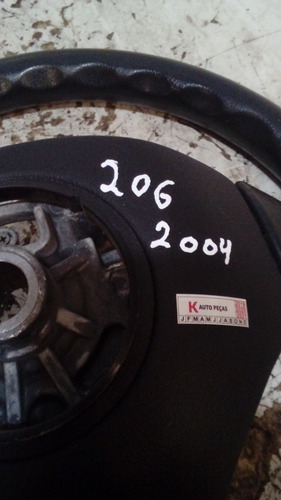 206
2004
K AUTO PEÇAS
J F M A M J J A S O N D